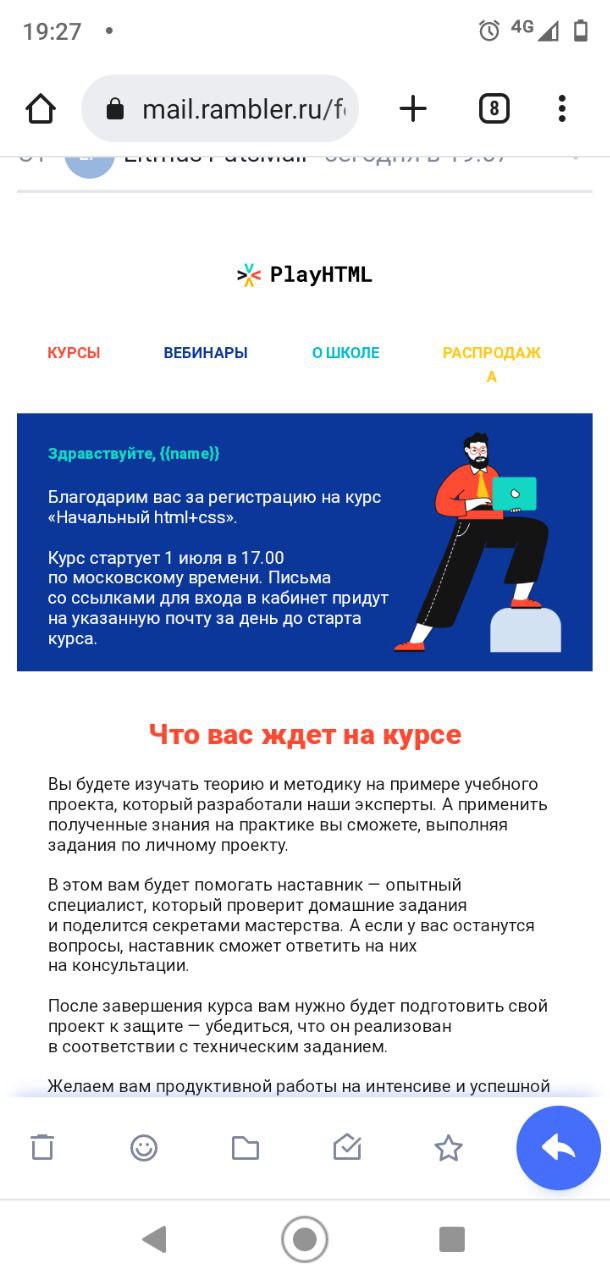 19:27
4G
mail.rambler.ru/f
8
PlayHTML
КУРСЫ
ВЕБИНАРЫ
О ШКОЛЕ
РАСПРОДАЖ
А
Здравствуйте, {{name}}
Благодарим вас за регистрацию на курс
«Начальный html+css».
Курс стартует 1 июля в 17.00
по московскому времени. Письма
со ссылками для входа в кабинет придут
на указанную почту за день до старта
курса.
Что вас ждет на курсе
Вы будете изучать теорию и методику на примере учебного
проекта, который разработали наши эксперты. А применить
полученные знания на практике вы сможете, выполняя
задания по личному проекту.
В этом вам будет помогать наставник — опытный
специалист, который проверит домашние задания
и поделится секретами мастерства. А если у вас останутся
вопросы, наставник сможет ответить на них
на консультации.
После завершения курса вам нужно будет подготовить свой
проект к защите — убедиться, что он реализован
в соответствии с техническим заданием.
Желаем вам продуктивной работы на интенсиве и успешной